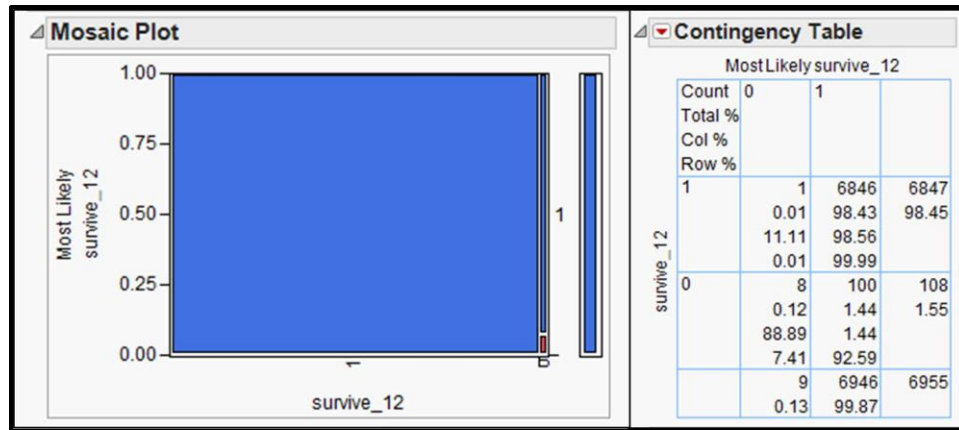 Mosaic Plot
1.00
0.75
0.50
0.25
0.00
Most Likely
survive_12
1
1
0
survive_12
Contingency Table
Most Likely survive_12
Count 0 1
Total %
Col %
Row %
survive_12
1 1 6846 6847
0.01 98.43 98.45
11.11 98.56
0.01 99.99
0 8 100 108
0.12 1.44 1.55
88.89 1.44
7.41 92.59
9 6946 6955
0.13 99.87